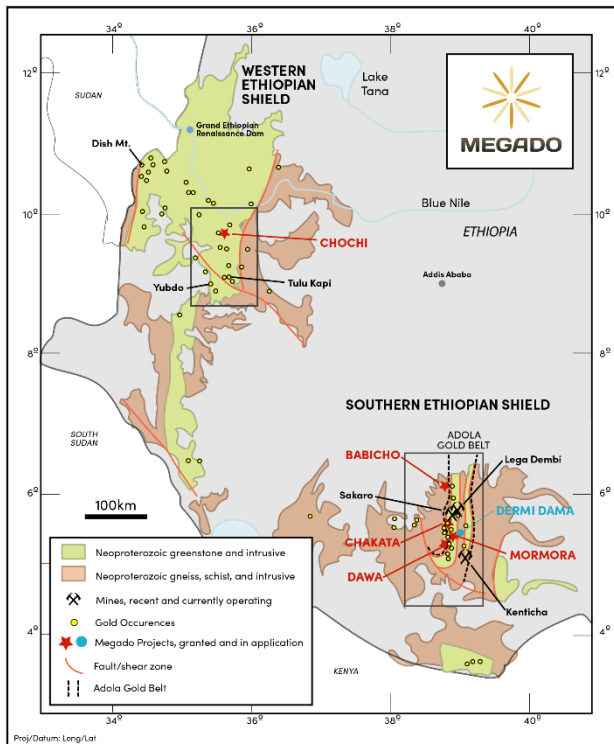 34º
36º
38º
40º
12º
12º
WESTERN
ETHIOPIAN
SHIELD
Lake
Tana
SUDAN
MEGADO
Grand Ethiopian
Renaissance Dam
Dish Mt.
10º
10º
Blue Nile
ETHIOPIA
CHOCHI
Addis Ababa
Yubdo
Tulu Kapi
8º
8º
SOUTHERN ETHIOPIAN SHIELD
ADOLA
GOLD BELT
SOUTH
SUDAN
BABICHO
Lega Dembi
6º
6º
Sakaro
100km
DERMI DAMA
CHAKATA
MORMORA
DAWA
Neoproterozoic greenstone and intrusive
Neoproterozoic gneiss, schist, and intrusive
Mines, recent and currently operating
Kenticha
Gold Occurences
4º
4º
Megado Projects, granted and in application
Fault/shear zone
KENYA
Adola Gold Belt
34º
36º
38º
40º
Proj/Datum: Long/Lat